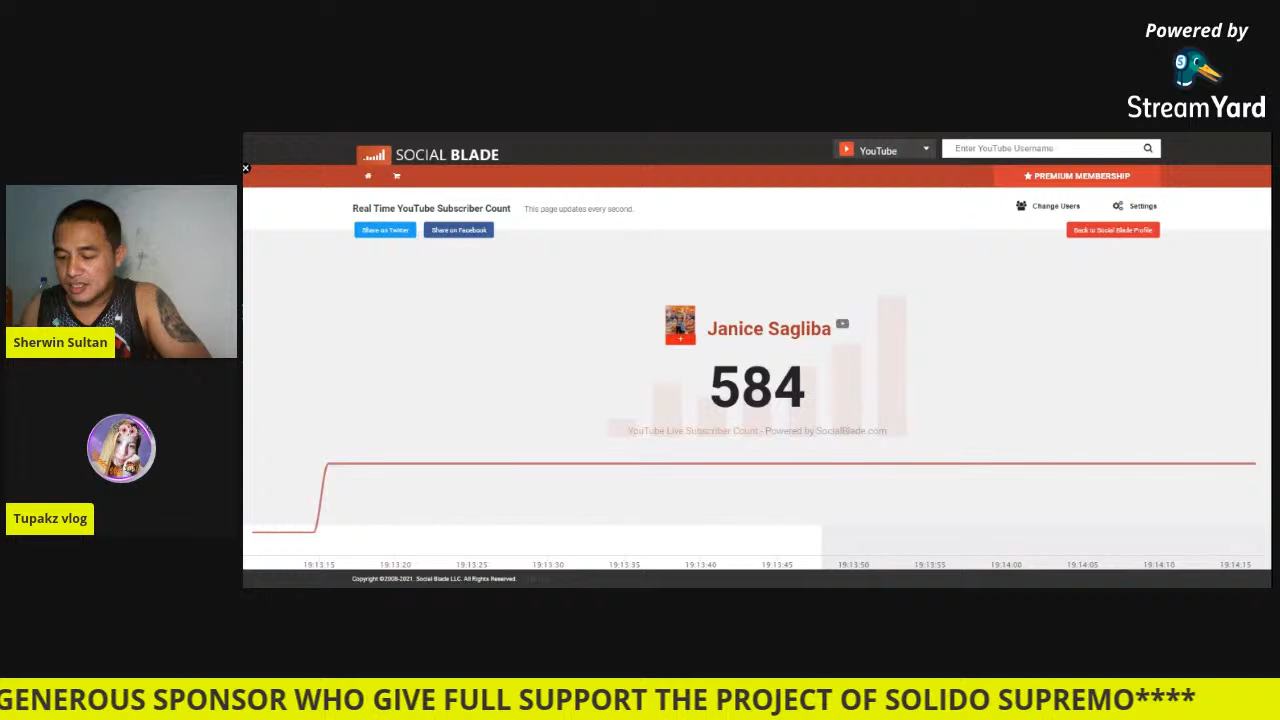 Powered by
StreamYard
SOCIAL BLADE
YouTube
Enter YouTube Username
PREMIUM MEMBERSHIP
Real Time YouTube Subscriber Count
This page updates every second.
Change Users
Settings
Share on Twitter
Share on Facebook
Back to Social Blade Profile
Janice Sagliba
584
YouTube Live Subscriber Count - Powered by SocialBlade.com
19:13:15 19:13:20 19:13:25 19:13:30 19:13:35 19:13:40 19:13:45 19:13:50 19:13:55 19:14:00 19:14:05 19:14:10 19:14:15
Copyright ©2008-2021. Social Blade LLC. All Rights Reserved.
Sherwin Sultan
Tupakz vlog
GENEROUS SPONSOR WHO GIVE FULL SUPPORT THE PROJECT OF SOLIDO SUPREMO****